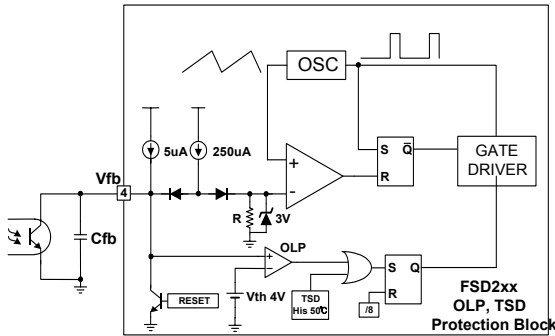 OSC
5uA
250uA
Vfb
4
+
-
S
Q̅
R
GATE
DRIVER
R
3V
Cfb
OLP
+
-
RESET
Vth 4V
TSD
His 50℃
S
Q
R
/8
FSD2xx
OLP, TSD
Protection Block